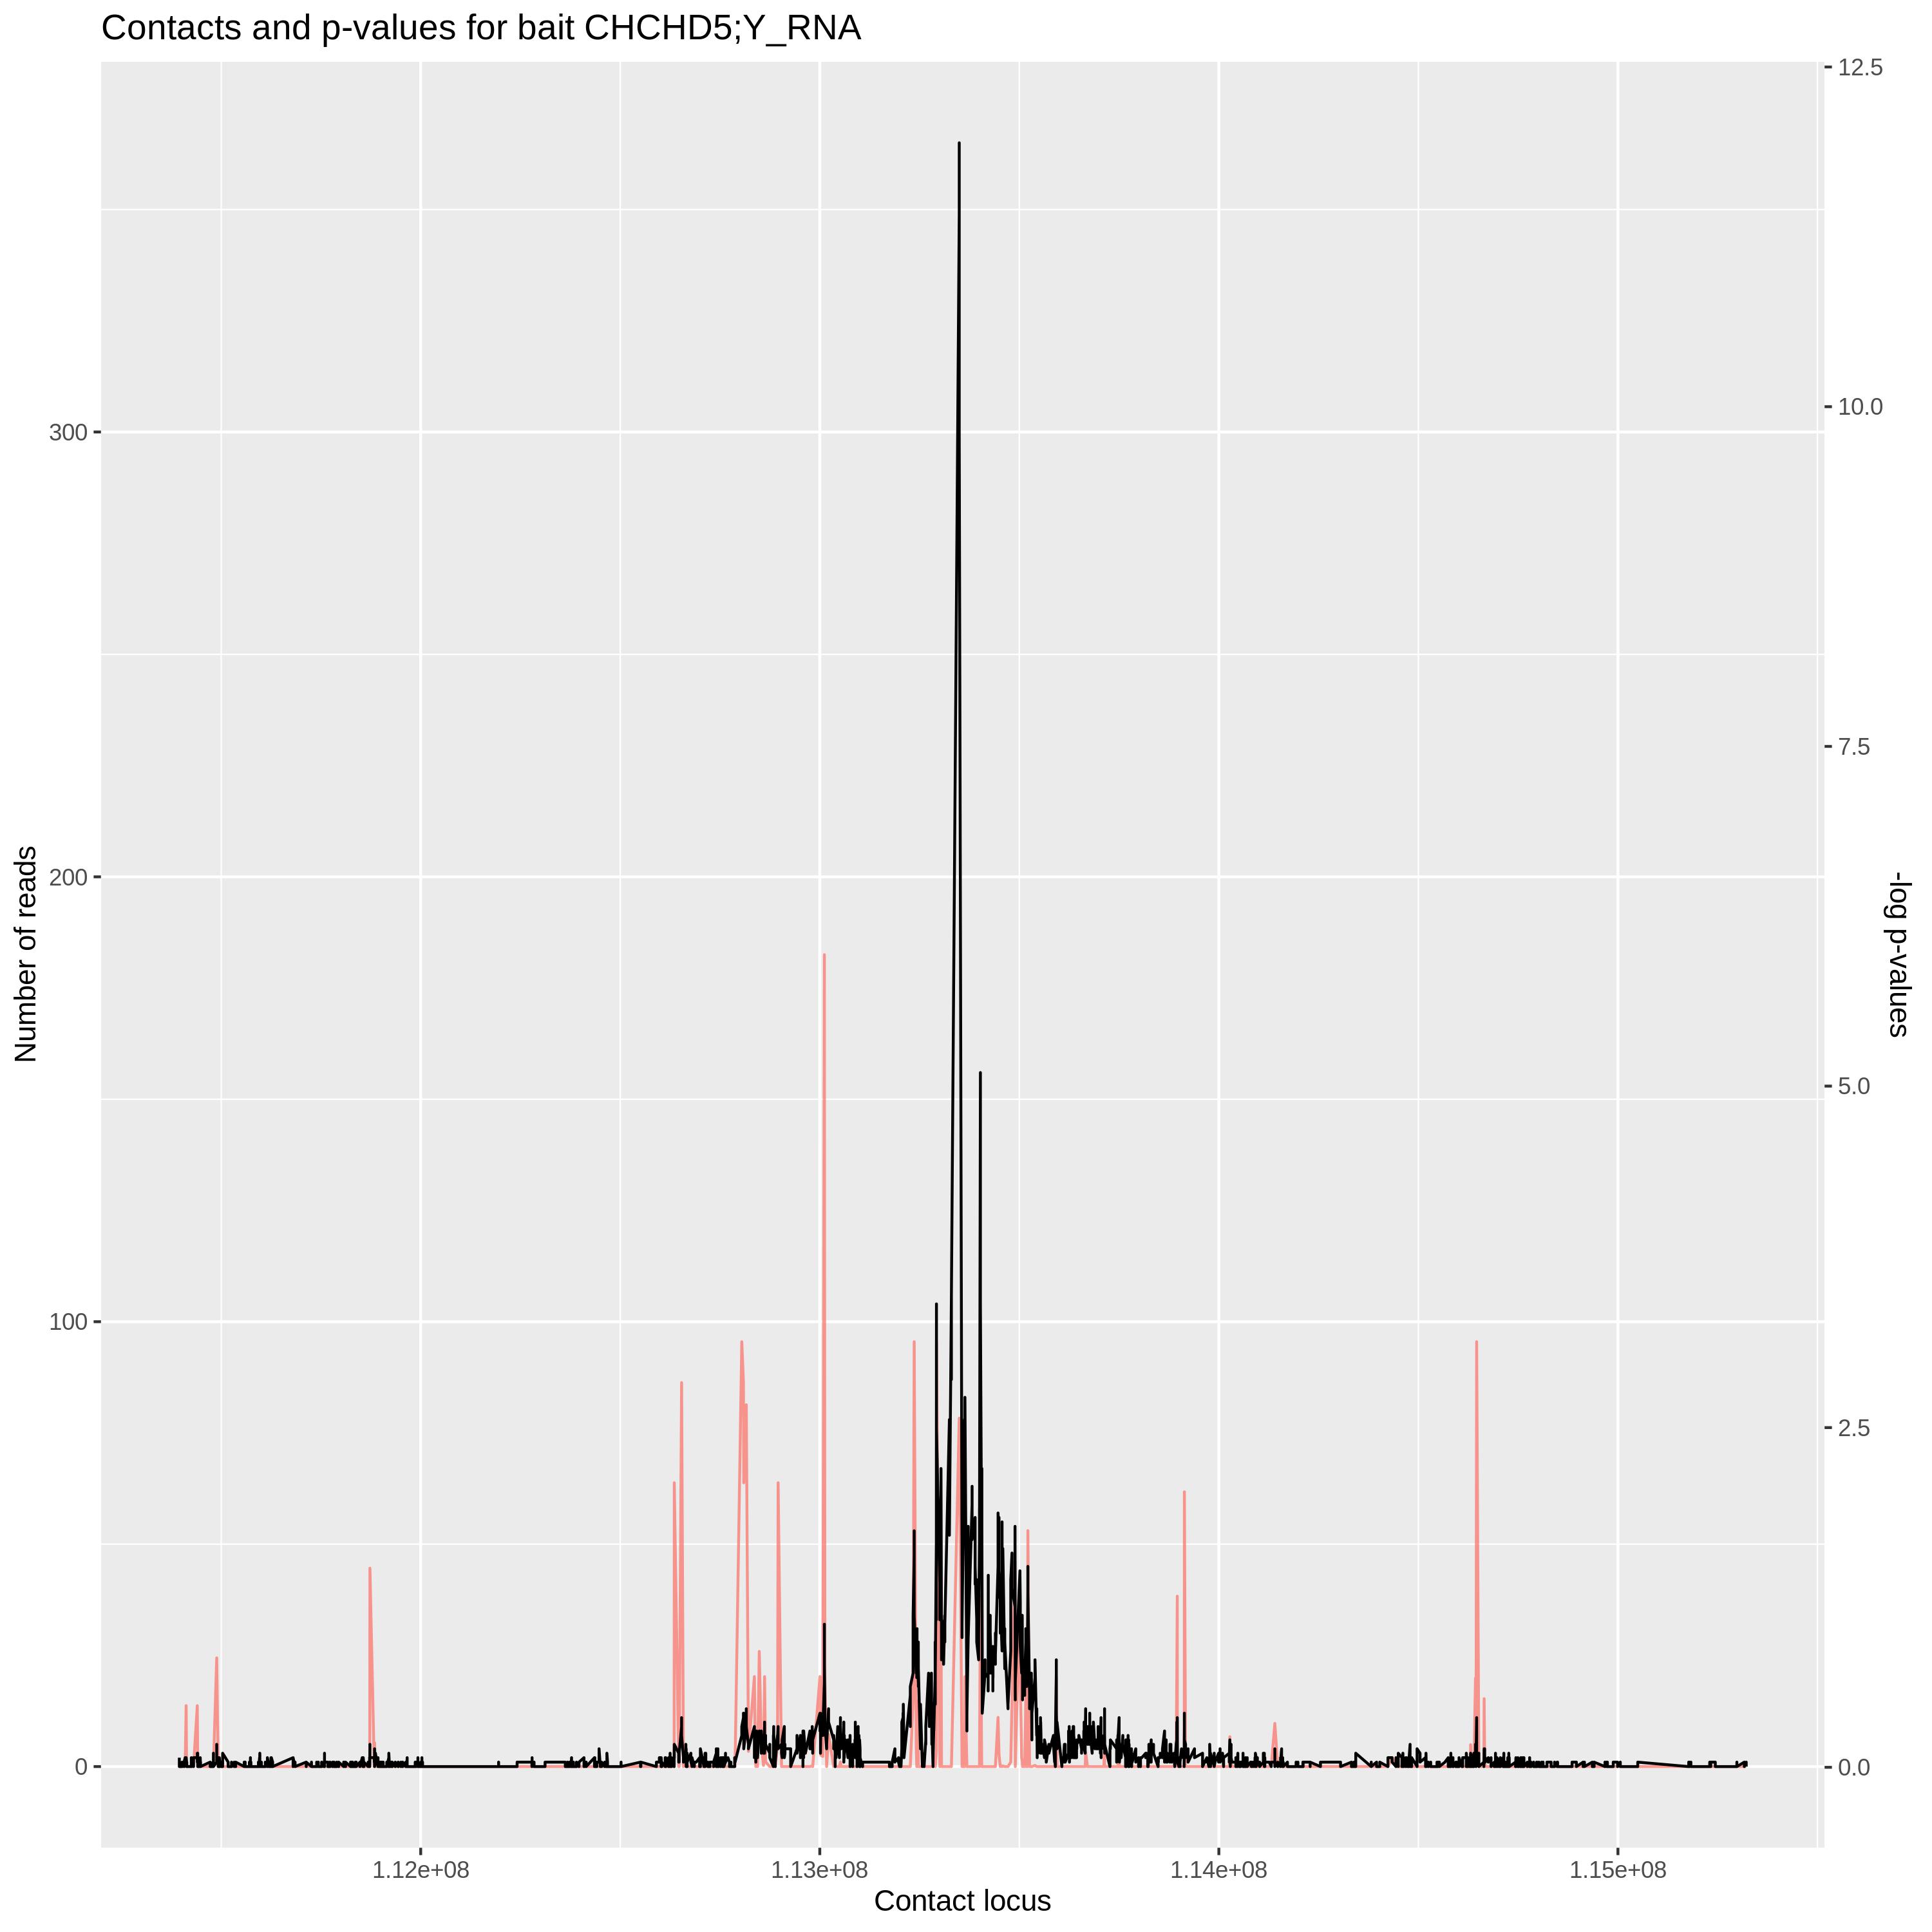 Contacts and p-values for bait CHCHD5;Y_RNA
12.5
10.0
7.5
5.0
2.5
0.0
-log p-values
300
200
100
0
Number of reads
1.12e+08
1.13e+08
1.14e+08
1.15e+08
Contact locus